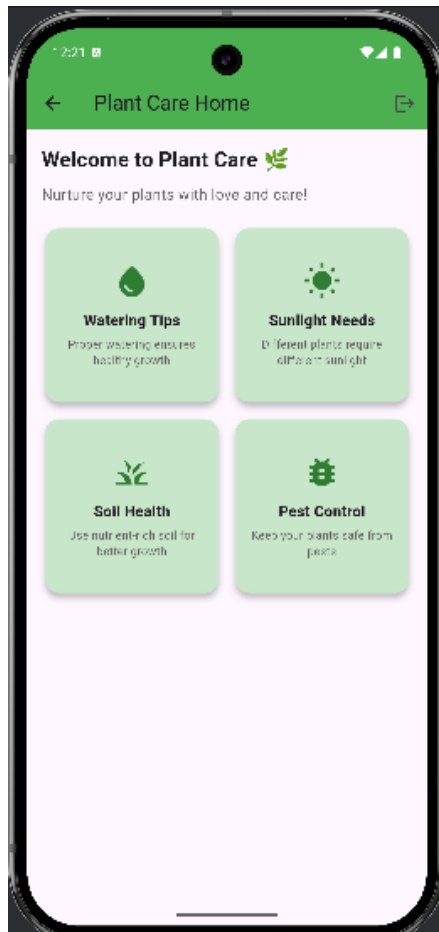 12:21
Plant Care Home
Welcome to Plant Care 🌿
Nurture your plants with love and care!
Watering Tips
Proper watering ensures
healthy growth
Sunlight Needs
Different plants require
different sunlight
Soil Health
Use nutrient-rich soil for
better growth
Pest Control
Keep your plants safe from
pests